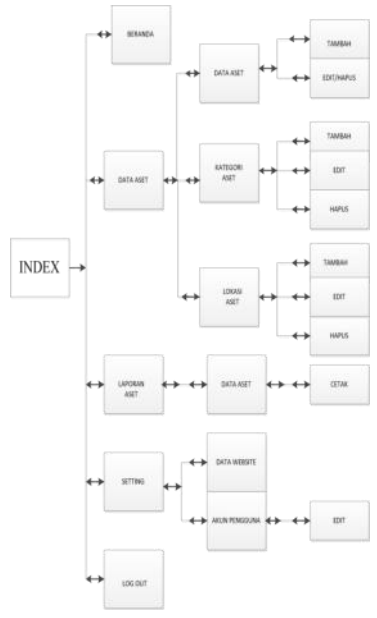 BERANDA
DATA ASET
TAMBAH
EDIT/HAPUS
DATA ASET
KATEGORI
ASET
TAMBAH
EDIT
HAPUS
INDEX
LOKASI
ASET
TAMBAH
EDIT
HAPUS
LAPORAN
ASET
DATA ASET
CETAK
SETTING
DATA WEBSITE
AKUN PENGGUNA
EDIT
LOG OUT